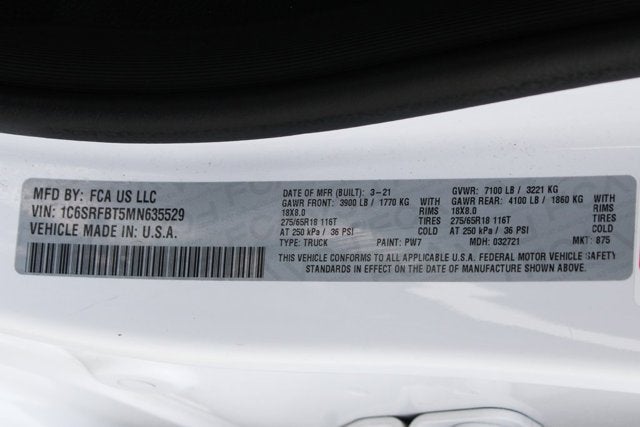 MFD BY: FCA US LLC
VIN: 1C6SRFBT5MN635529
VEHICLE MADE IN: U.S.A.
DATE OF MFR (BUILT): 3-21
GAWR FRONT: 3900 LB / 1770 KG
18X8.0 RIMS
275/65R18 116T TIRES
AT 250 kPa / 36 PSI COLD
TYPE: TRUCK PAINT: PW7
GVWR: 7100 LB / 3221 KG
GAWR REAR: 4100 LB / 1860 KG
18X8.0 RIMS
275/65R18 116T TIRES
AT 250 kPa / 36 PSI COLD
MDH: 032721 MKT: 875
THIS VEHICLE CONFORMS TO ALL APPLICABLE U.S.A. FEDERAL MOTOR VEHICLE SAFETY
STANDARDS IN EFFECT ON THE DATE OF MANUFACTURE SHOWN ABOVE.